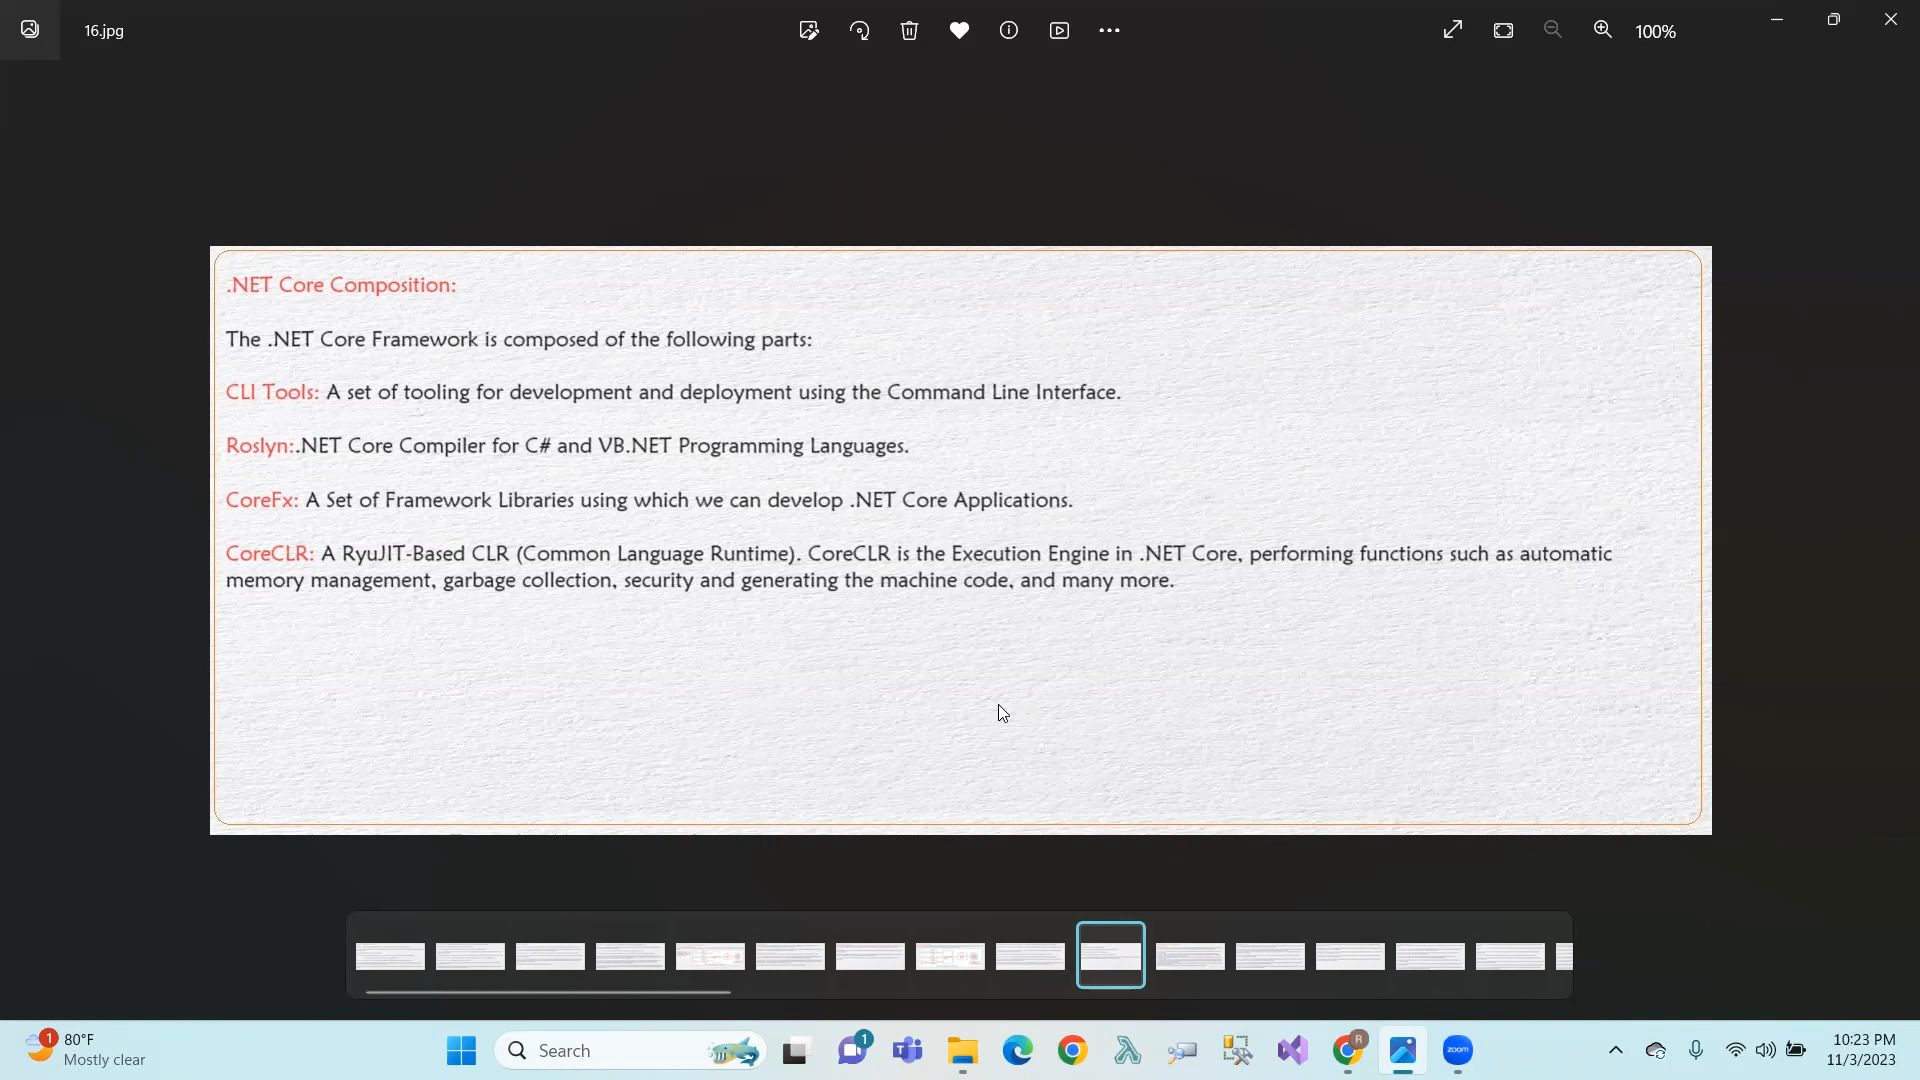 16.jpg
100%
.NET Core Composition:
The .NET Core Framework is composed of the following parts:
CLI Tools: A set of tooling for development and deployment using the Command Line Interface.
Roslyn:.NET Core Compiler for C# and VB.NET Programming Languages.
CoreFx: A Set of Framework Libraries using which we can develop .NET Core Applications.
CoreCLR: A RyuJIT-Based CLR (Common Language Runtime). CoreCLR is the Execution Engine in .NET Core, performing functions such as automatic
memory management, garbage collection, security and generating the machine code, and many more.
1
80°F
Mostly clear
Search
1
R
zoom
10:23 PM
11/3/2023